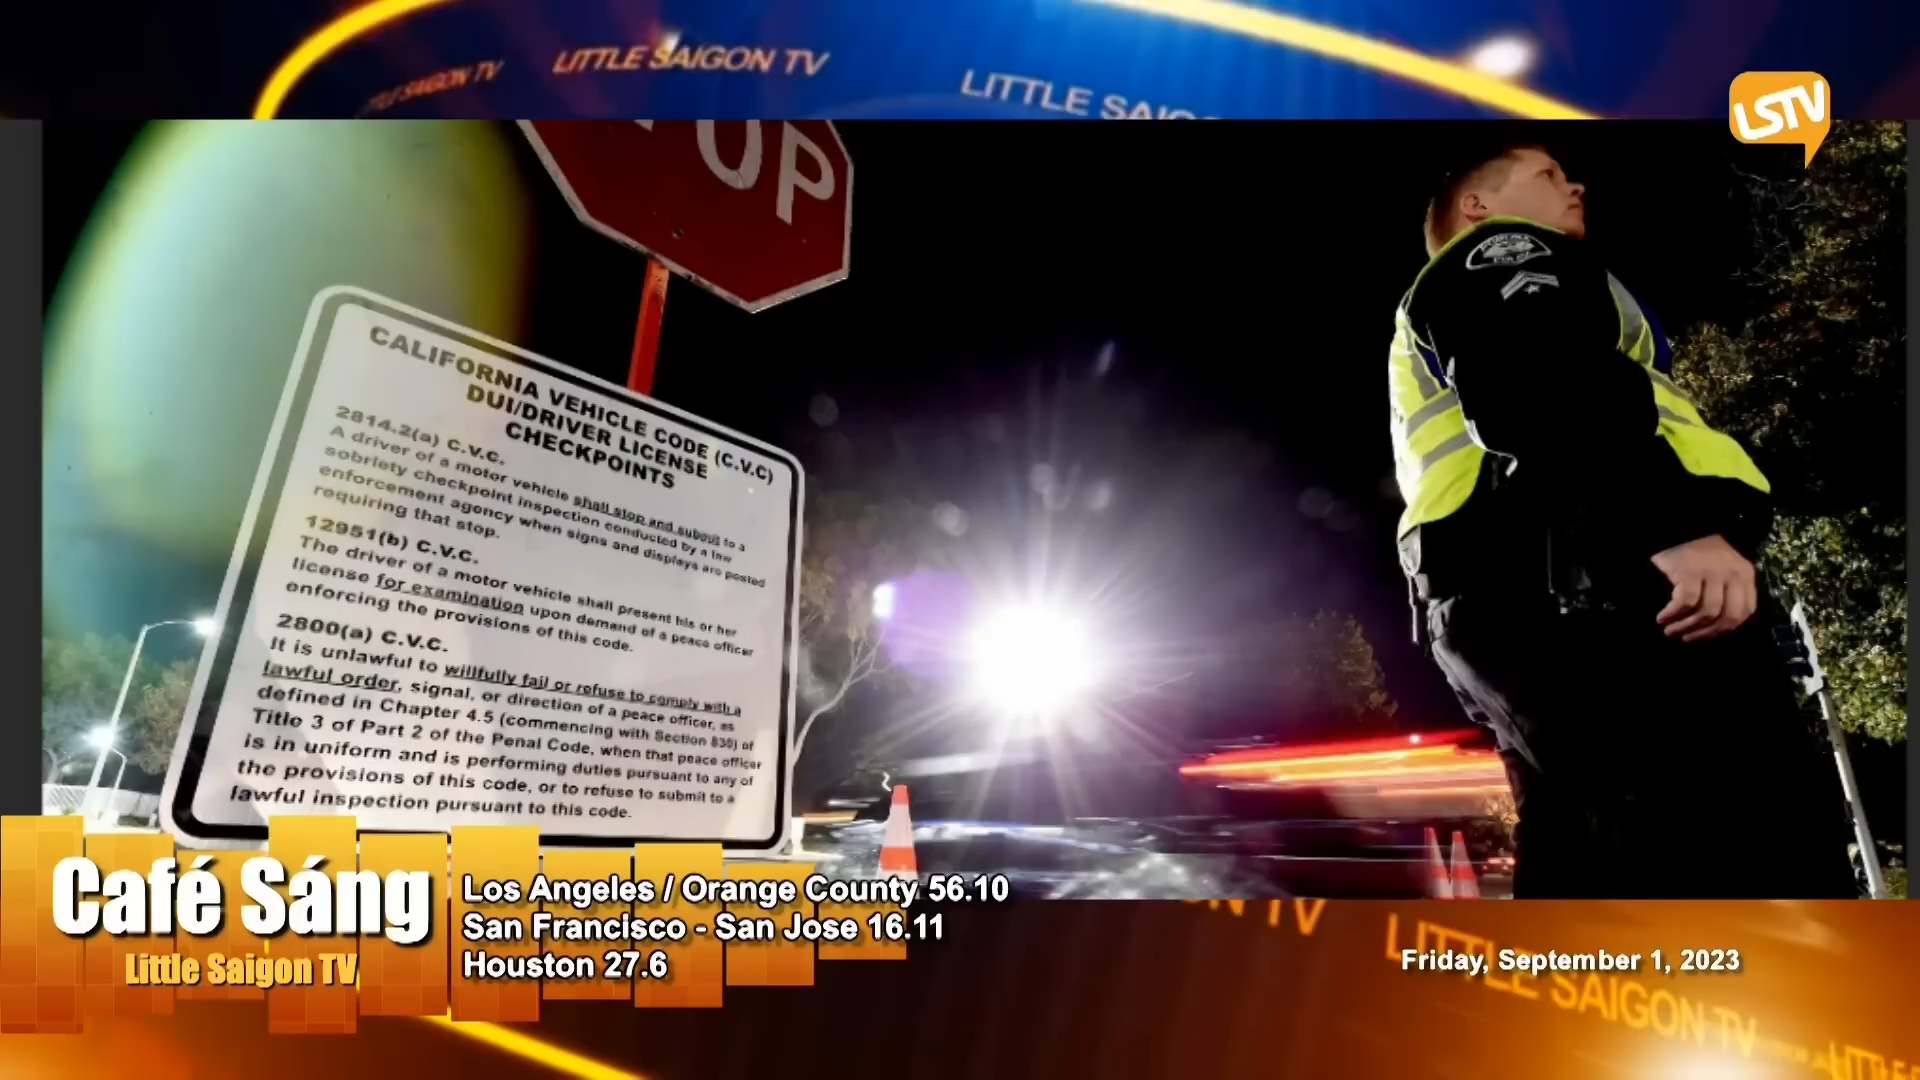 LITTLE SAIGON TV
LITTLE SAIGON TV
LSTV
OP
CALIFORNIA VEHICLE CODE (C.V.C)
DUI/DRIVER LICENSE
CHECKPOINTS
2814.2(a) C.V.C.
A driver of a motor vehicle shall stop and submit to a
sobriety checkpoint inspection conducted by a law
enforcement agency when signs and displays are posted
requiring that stop.
12951(b) C.V.C.
The driver of a motor vehicle shall present his or her
license for examination upon demand of a peace officer
enforcing the provisions of this code.
2800(a) C.V.C.
It is unlawful to willfully fail or refuse to comply with a
lawful order, signal, or direction of a peace officer, as
defined in Chapter 4.5 (commencing with Section 830) of
Title 3 of Part 2 of the Penal Code, when that peace officer
is in uniform and is performing duties pursuant to any of
the provisions of this code, or to refuse to submit to a
lawful inspection pursuant to this code.
Café Sáng
Little Saigon TV
Los Angeles / Orange County 56.10
San Francisco - San Jose 16.11
Houston 27.6
Friday, September 1, 2023
LITTLE SAIGON TV